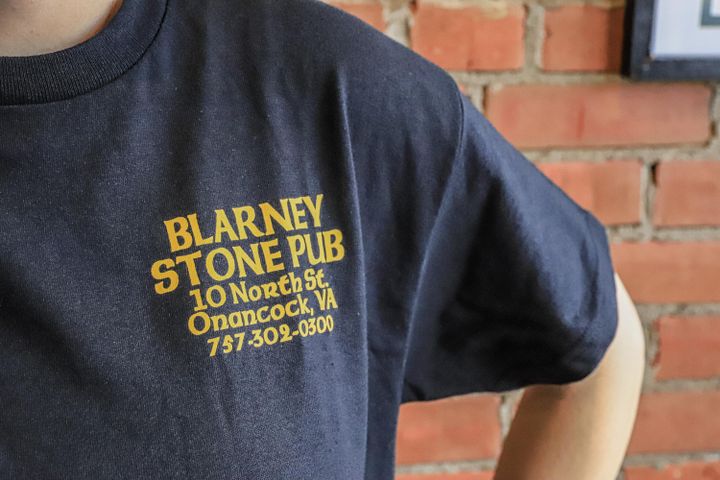 BLARNEY
STONE PUB
10 North St.
Onancock, VA
757-302-0300